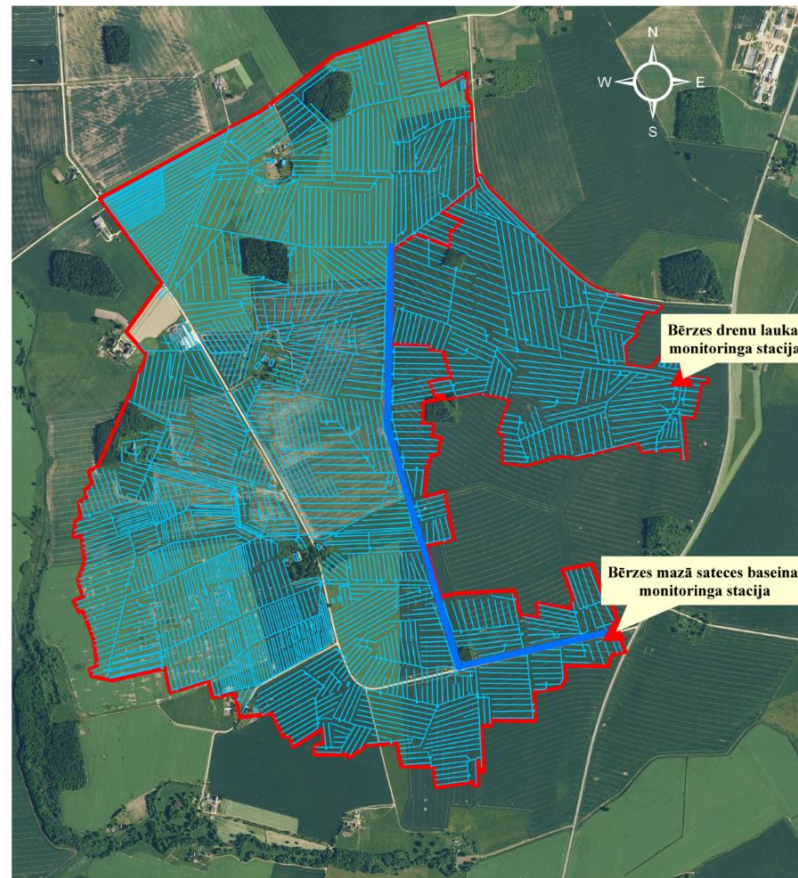 N
W E
S
Bērzes drenu lauka
monitoringa stacija
Bērzes mazā sateces baseina
monitoringa stacija